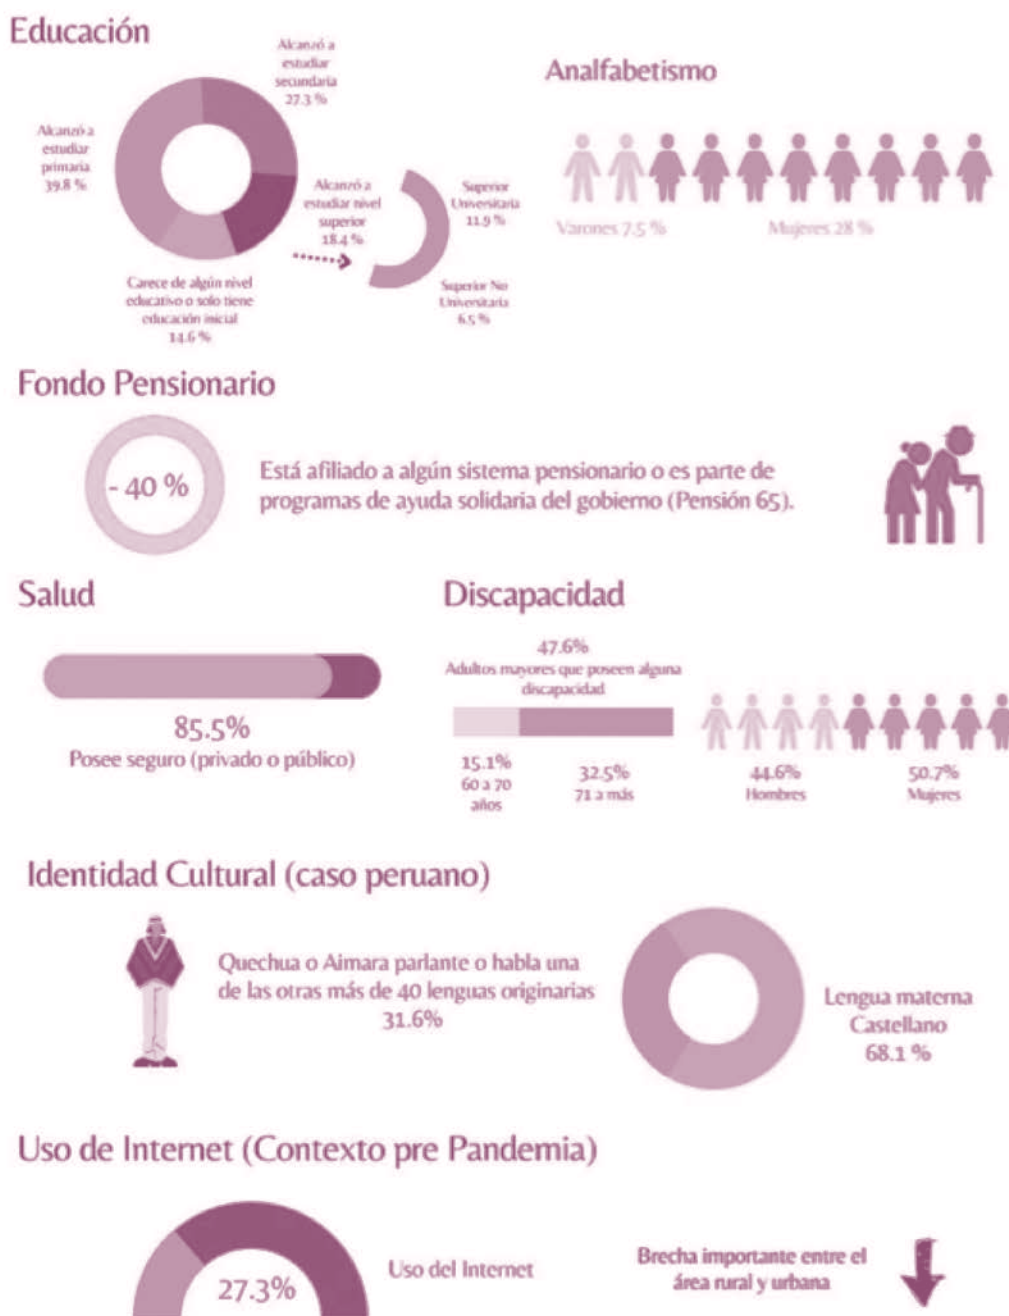 Educación
Alcanzó a
estudiar
secundaria
27.3 %
Alcanzó a
estudiar
primaria
39.8 %
Alcanzó a
estudiar nivel
superior
18.4 %
Superior
Universitaria
11.9 %
Superior No
Universitaria
6.5 %
Carece de algún nivel
educativo o solo tiene
educación inicial
14.6 %
Analfabetismo
Varones 7.5 %
Mujeres 28 %
Fondo Pensionario
- 40 %
Está afiliado a algún sistema pensionario o es parte de
programas de ayuda solidaria del gobierno (Pensión 65).
Salud
85.5%
Posee seguro (privado o público)
Discapacidad
47.6%
Adultos mayores que poseen alguna
discapacidad
15.1%
60 a 70
años
32.5%
71 a más
44.6%
Hombres
50.7%
Mujeres
Identidad Cultural (caso peruano)
Quechua o Aimara parlante o habla una
de las otras más de 40 lenguas originarias
31.6%
Lengua materna
Castellano
68.1 %
Uso de Internet (Contexto pre Pandemia)
27.3%
Uso del Internet
Brecha importante entre el
área rural y urbana